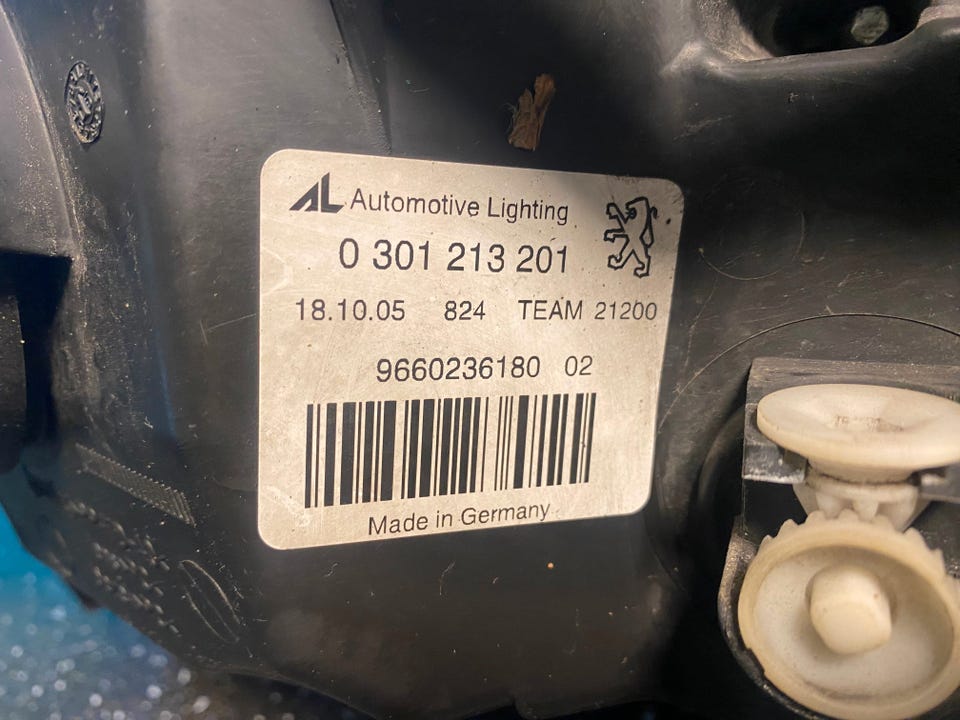 AL Automotive Lighting
0 301 213 201
18.10.05 824 TEAM 21200
9660236180 02
Made in Germany